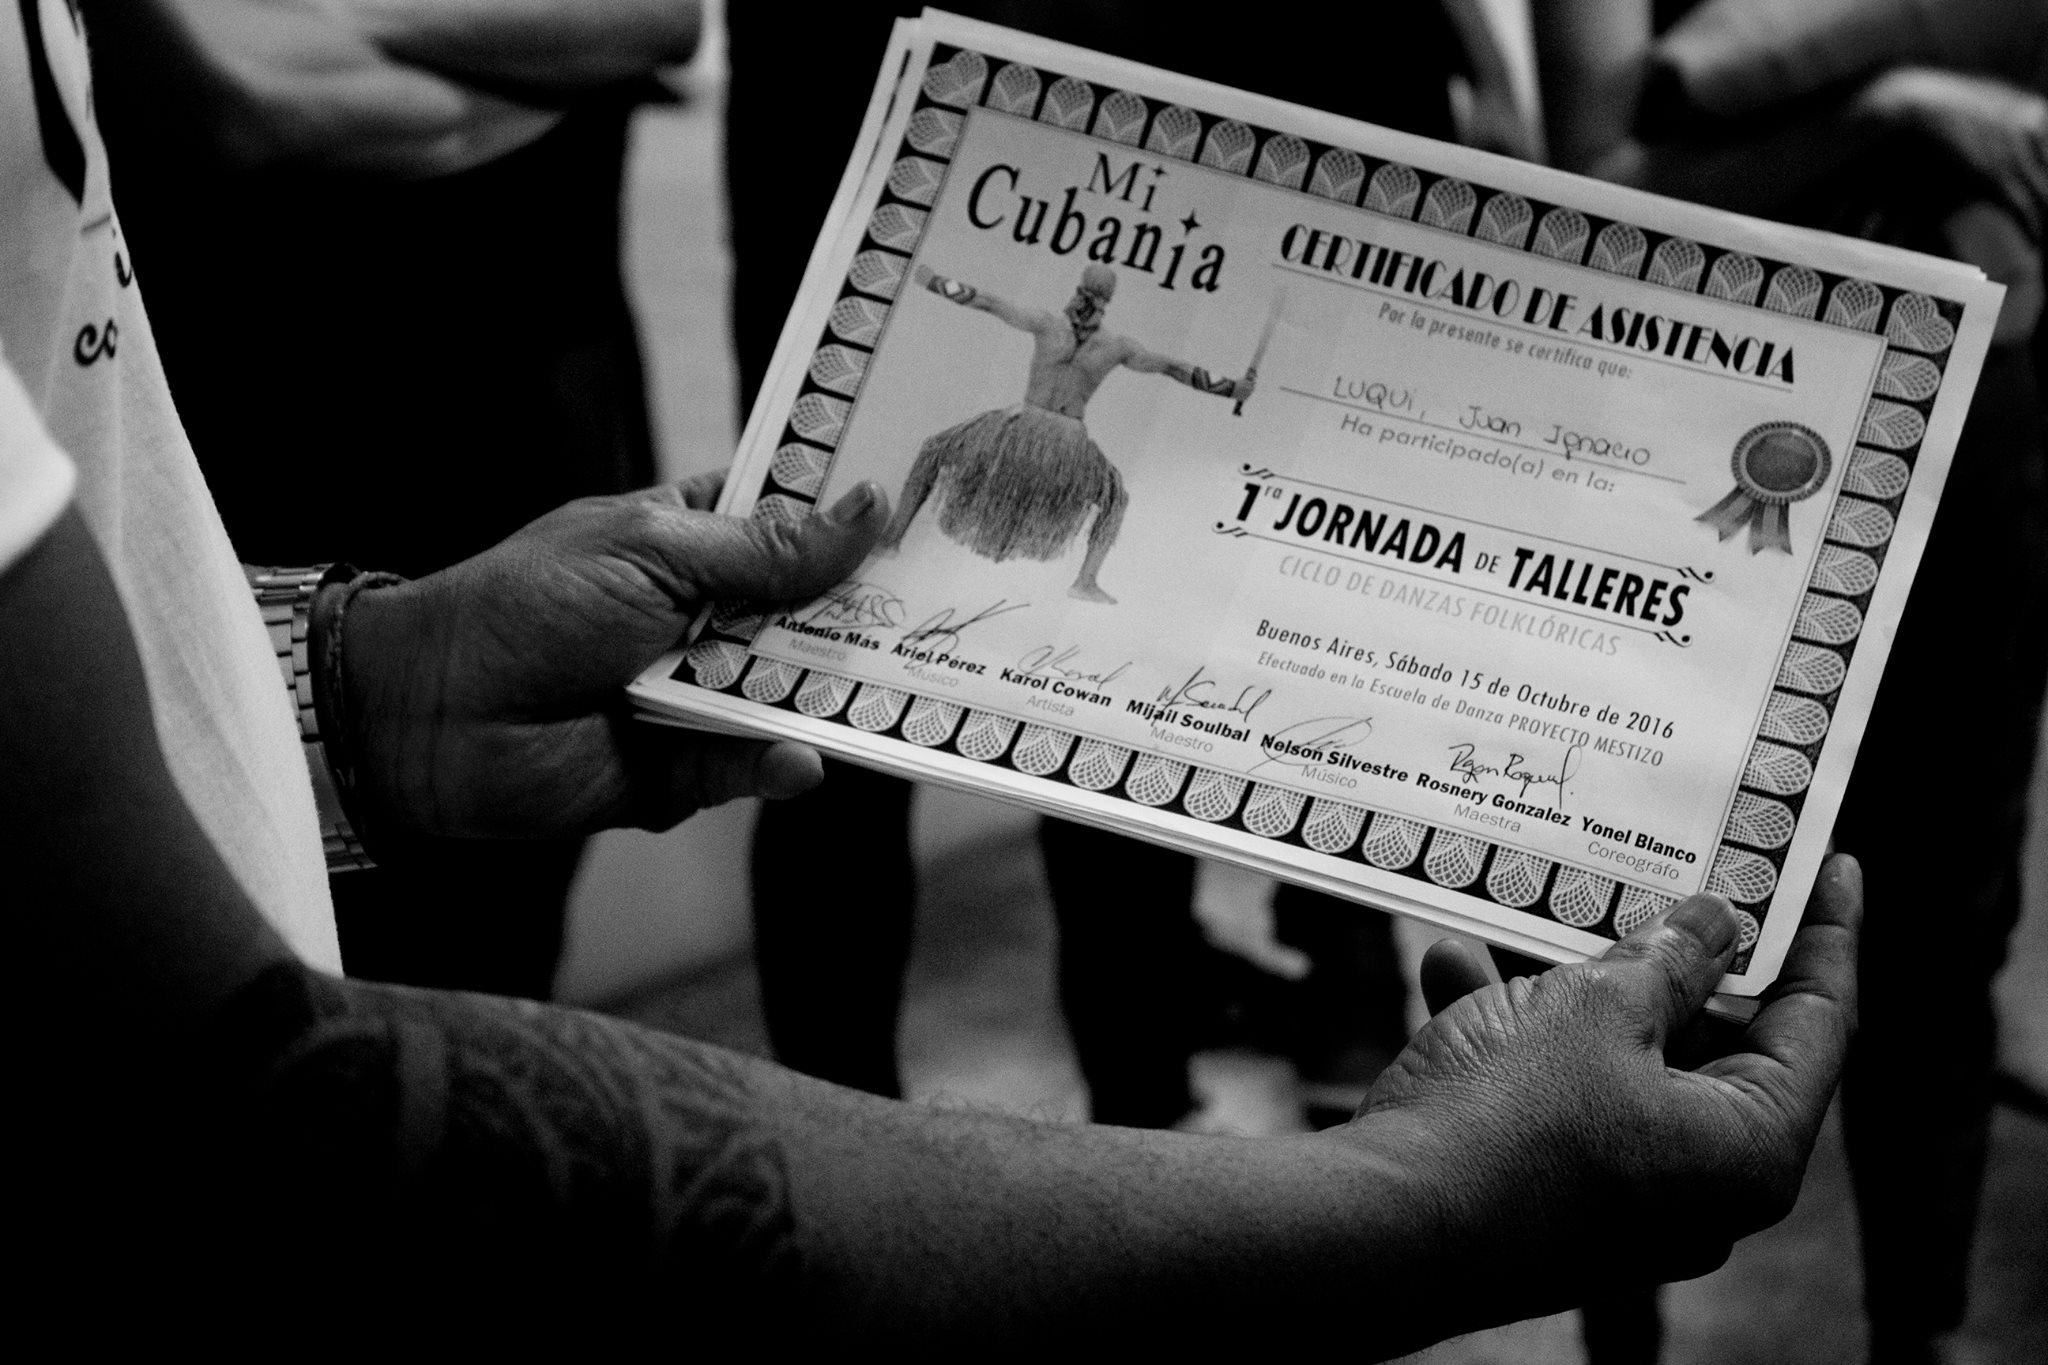 Mi
Cubanía
CERTIFICADO DE ASISTENCIA
Por la presente se certifica que:
LUQUi, Juan Ignacio
Ha participado(a) en la:
1ra JORNADA DE TALLERES
CICLO DE DANZAS FOLKLÓRICAS
Buenos Aires, Sábado 15 de Octubre de 2016
Efectuado en la Escuela de Danza PROYECTO MESTIZO
Antonio Más
Maestro
Ariel Pérez
Músico
Karol Cowan
Artista
Mijail Soulbal
Maestro
Nelson Silvestre
Músico
Rosnery Gonzalez
Maestra
Yonel Blanco
Coreográfo